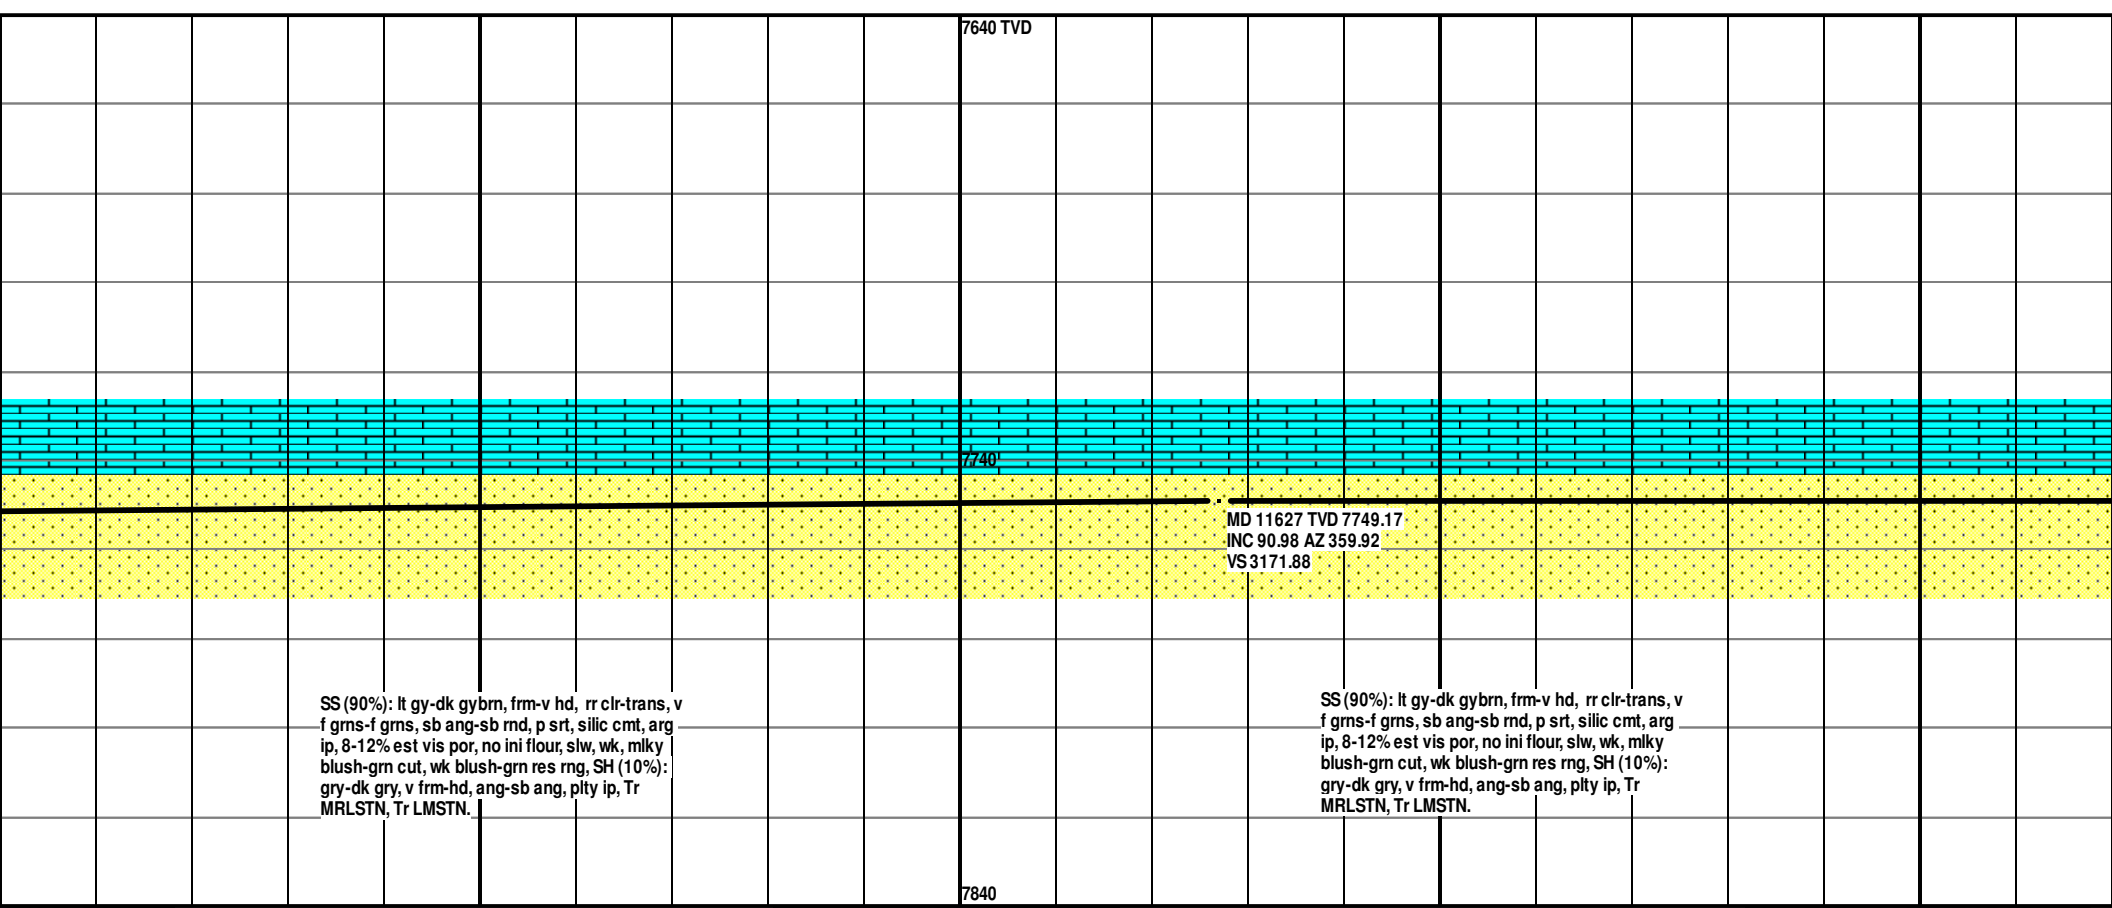 7640 TVD
7740'
MD 11627 TVD 7749.17
INC 90.98 AZ 359.92
VS 3171.88
SS (90%): lt gy-dk gybrn, frm-v hd, rr clr-trans, v
f grns-f grns, sb ang-sb rnd, p srt, silic cmt, arg
ip, 8-12% est vis por, no ini flour, slw, wk, mlky
blush-grn cut, wk blush-grn res rng, SH (10%):
gry-dk gry, v frm-hd, ang-sb ang, plty ip, Tr
MRLSTN, Tr LMSTN.
SS (90%): lt gy-dk gybrn, frm-v hd, rr clr-trans, v
f grns-f grns, sb ang-sb rnd, p srt, silic cmt, arg
ip, 8-12% est vis por, no ini flour, slw, wk, mlky
blush-grn cut, wk blush-grn res rng, SH (10%):
gry-dk gry, v frm-hd, ang-sb ang, plty ip, Tr
MRLSTN, Tr LMSTN.
7840